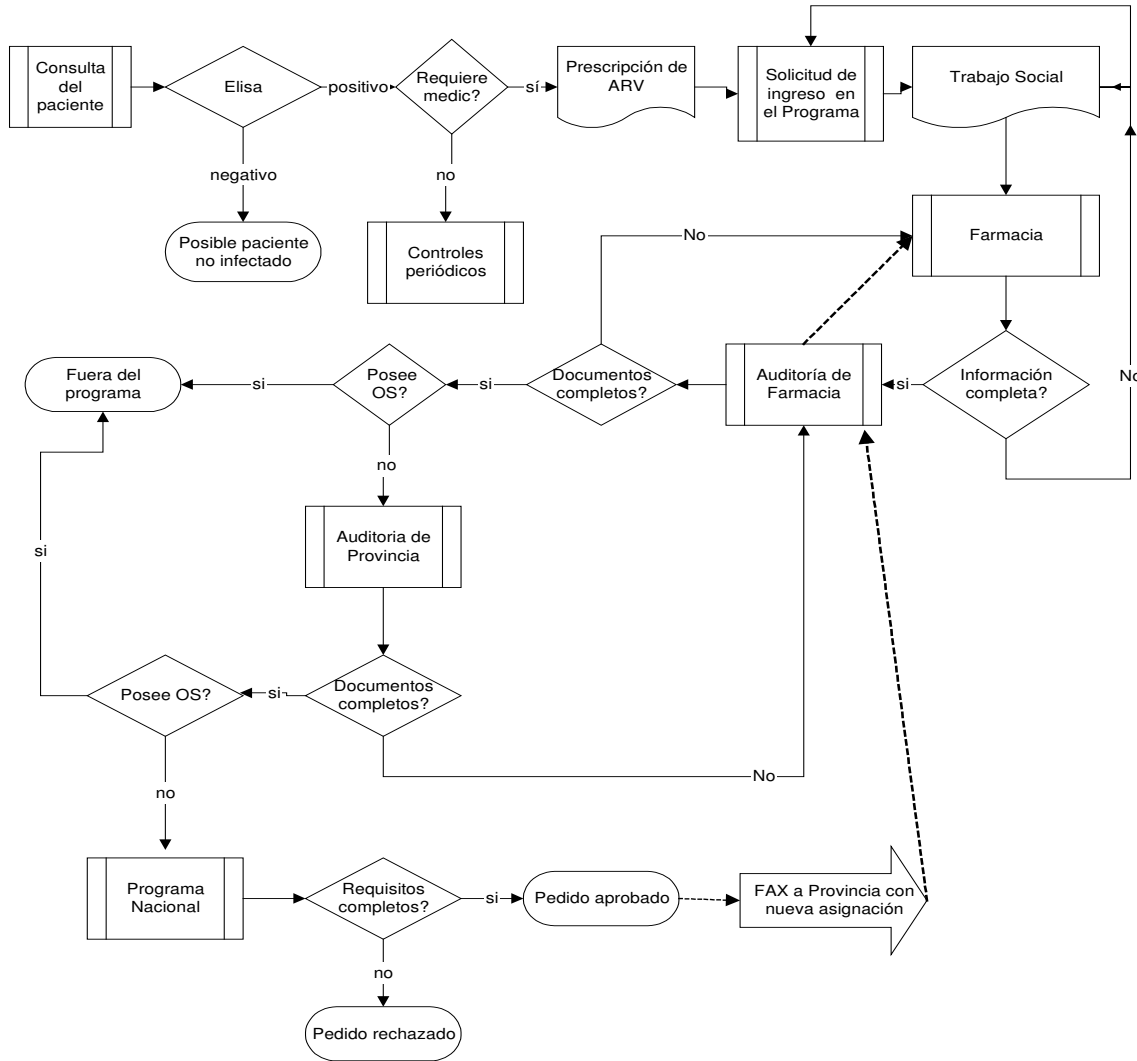 Consulta
del
paciente
Elisa
positivo
Requiere
medic?
sí
Prescripción de
ARV
Solicitud de
ingreso en
el Programa
Trabajo Social
negativo
no
Posible paciente
no infectado
Controles
periódicos
No
Farmacia
Fuera del
programa
si
Posee
OS?
si
Documentos
completos?
Auditoría de
Farmacia
si
Información
completa?
No
no
Auditoria de
Provincia
si
Posee OS?
si
Documentos
completos?
No
no
Programa
Nacional
Requisitos
completos?
si
Pedido aprobado
FAX a Provincia con
nueva asignación
no
Pedido rechazado